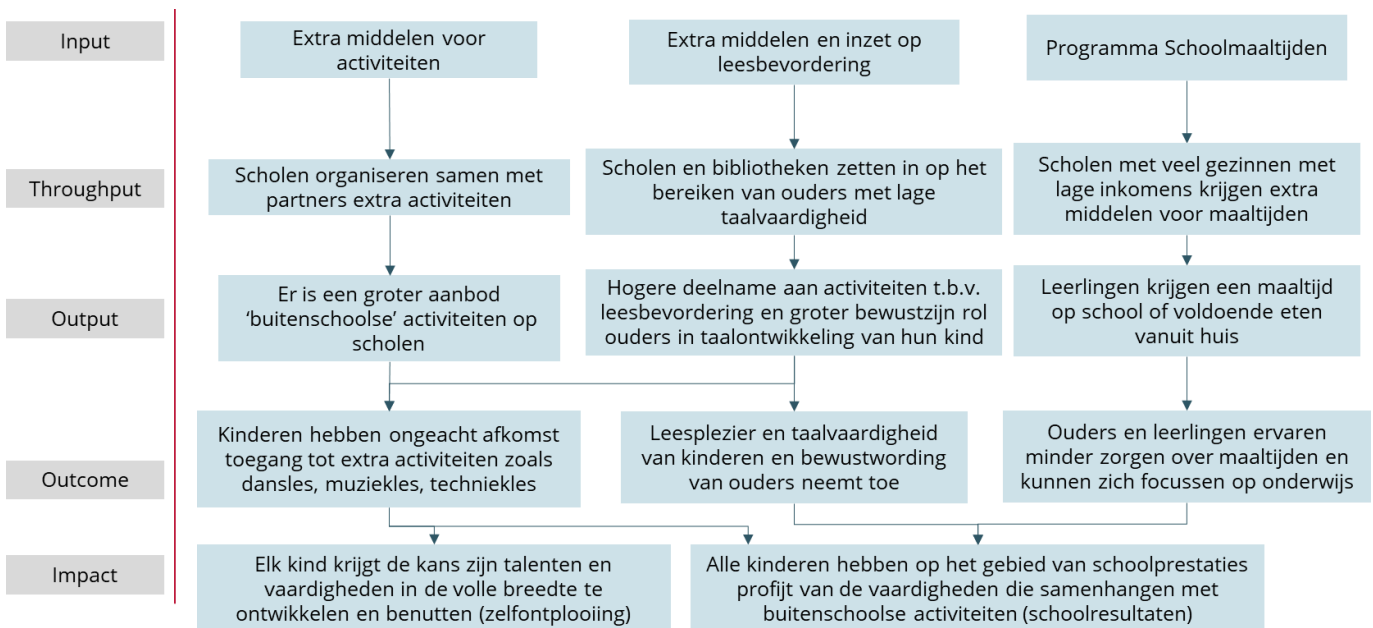 Input
Extra middelen voor
activiteiten
Extra middelen en inzet op
leesbevordering
Programma Schoolmaaltijden
Throughput
Scholen organiseren samen met
partners extra activiteiten
Scholen en bibliotheken zetten in op het
bereiken van ouders met lage
taalvaardigheid
Scholen met veel gezinnen met
lage inkomens krijgen extra
middelen voor maaltijden
Output
Er is een groter aanbod
‘buitenschoolse’ activiteiten op
scholen
Hogere deelname aan activiteiten t.b.v.
leesbevordering en groter bewustzijn rol
ouders in taalontwikkeling van hun kind
Leerlingen krijgen een maaltijd
op school of voldoende eten
vanuit huis
Outcome
Kinderen hebben ongeacht afkomst
toegang tot extra activiteiten zoals
dansles, muziekles, techniekles
Leesplezier en taalvaardigheid
van kinderen en bewustwording
van ouders neemt toe
Ouders en leerlingen ervaren
minder zorgen over maaltijden en
kunnen zich focussen op onderwijs
Impact
Elk kind krijgt de kans zijn talenten en
vaardigheden in de volle breedte te
ontwikkelen en benutten (zelfontplooiing)
Alle kinderen hebben op het gebied van schoolprestaties
profijt van de vaardigheden die samenhangen met
buitenschoolse activiteiten (schoolresultaten)